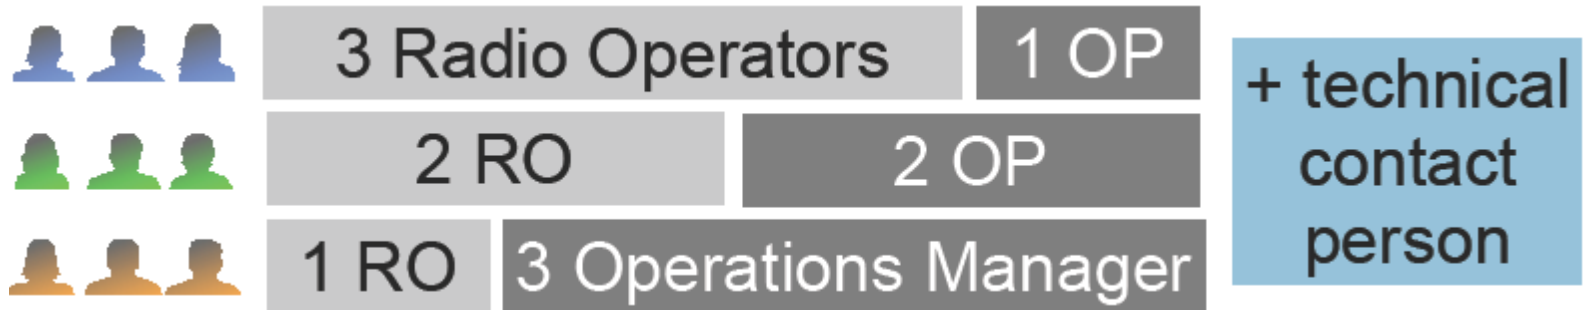 3 Radio Operators 1 OP
2 RO 2 OP
1 RO 3 Operations Manager
+ technical
contact
person